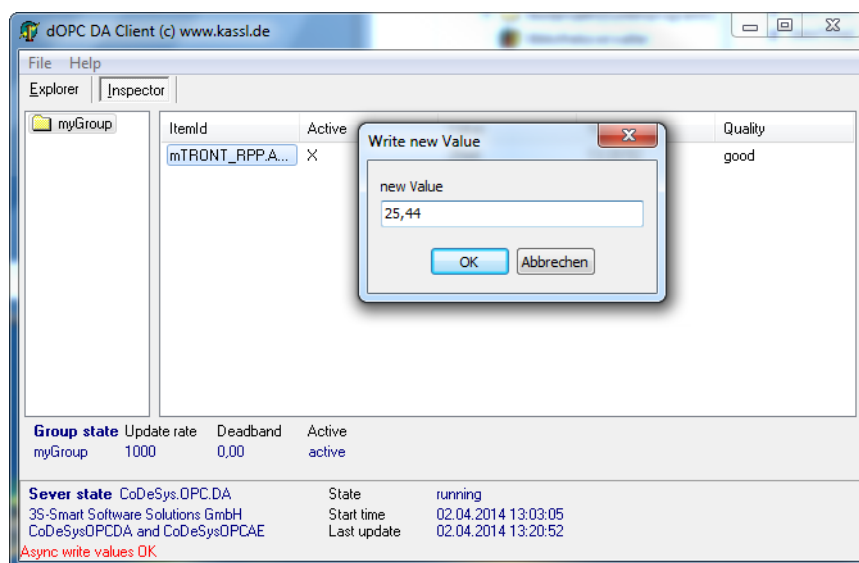 dOPC DA Client (c) www.kassl.de
File Help
Explorer Inspector
myGroup
ItemId Active Quality
mTRONT_RPP.A... X good
Write new Value
new Value
25,44
OK Abbrechen
Group state Update rate Deadband Active
myGroup 1000 0,00 active
Sever state CoDeSys.OPC.DA State running
3S-Smart Software Solutions GmbH Start time 02.04.2014 13:03:05
CoDeSysOPCDA and CoDeSysOPCAE Last update 02.04.2014 13:20:52
Async write values OK